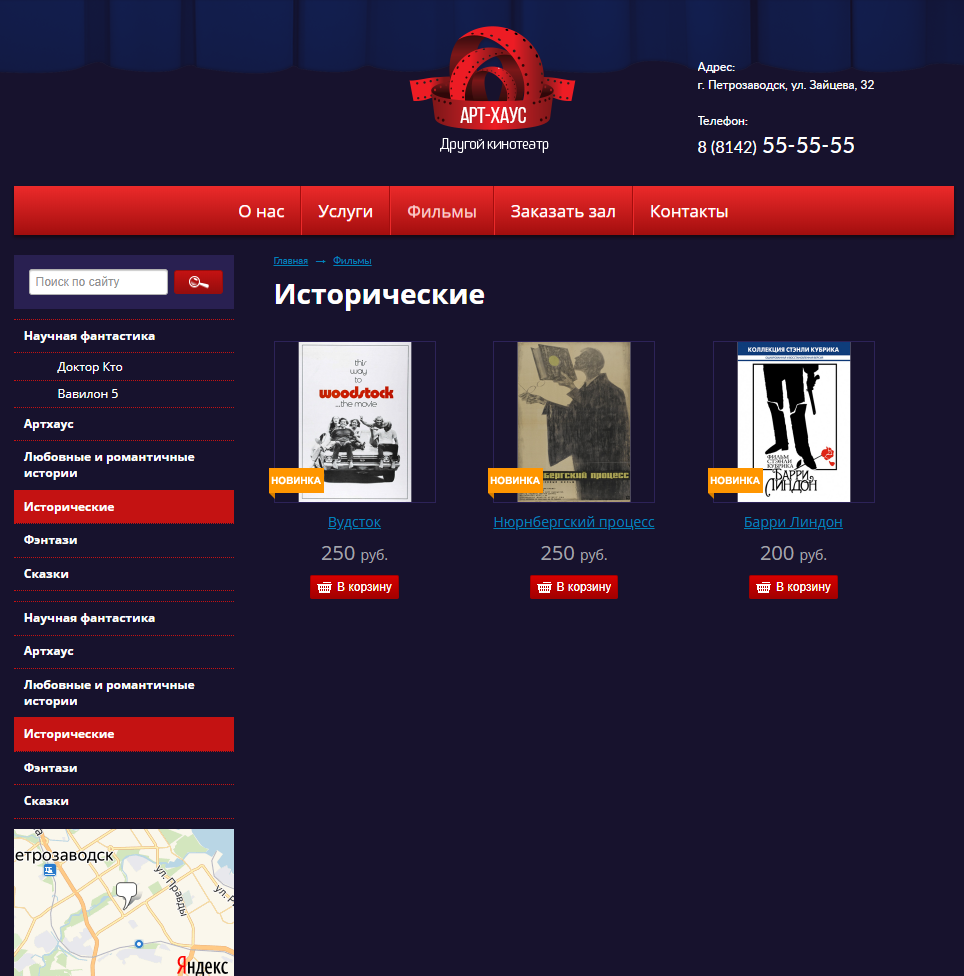 АРТ-ХАУС
Другой кинотеатр
Адрес:
г. Петрозаводск, ул. Зайцева, 32
Телефон:
8 (8142) 55-55-55
О нас
Услуги
Фильмы
Заказать зал
Контакты
Поиск по сайту
Научная фантастика
Доктор Кто
Вавилон 5
Артхаус
Любовные и романтичные
истории
Исторические
Фэнтази
Сказки
Научная фантастика
Артхаус
Любовные и романтичные
истории
Исторические
Фэнтази
Сказки
етрозаводск
ул. Правды
ул.
Яндекс
Главная → Фильмы
Исторические
this
way
to
woodstock
...the movie
НОВИНКА
Вудсток
250 руб.
В корзину
бергский процесс
НОВИНКА
Нюрнбергский процесс
250 руб.
В корзину
КОЛЛЕКЦИЯ СТЭНЛИ КУБРИКА
ФИЛЬМ
СТЭНЛИ
КУБРИКА
БАРРИ
ЛИНДОН
НОВИНКА
Барри Линдон
200 руб.
В корзину